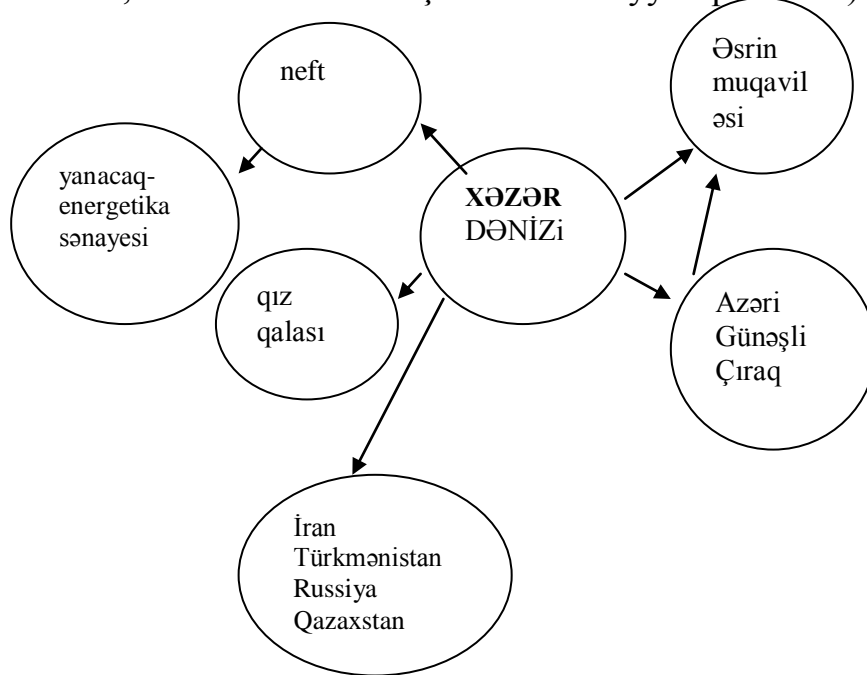 neft
Əsrin
muqavil
əsi
yanacaq-
energetika
sənayesi
XƏZƏR
DƏNİZi
qız
qalası
Azəri
Günəşli
Çıraq
İran
Türkmənistan
Russiya
Qazaxstan